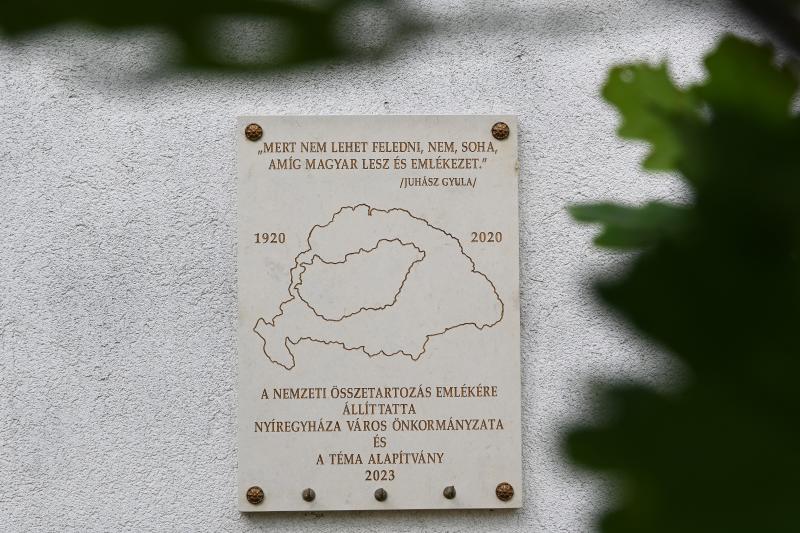 „MERT NEM LEHET FELEDNI, NEM, SOHA,
AMÍG MAGYAR LESZ ÉS EMLÉKEZET.”
/JUHÁSZ GYULA/
1920 2020
A NEMZETI ÖSSZETARTOZÁS EMLÉKÉRE
ÁLLÍTTATTA
NYÍREGYHÁZA VÁROS ÖNKORMÁNYZATA
ÉS
A TÉMA ALAPÍTVÁNY
2023